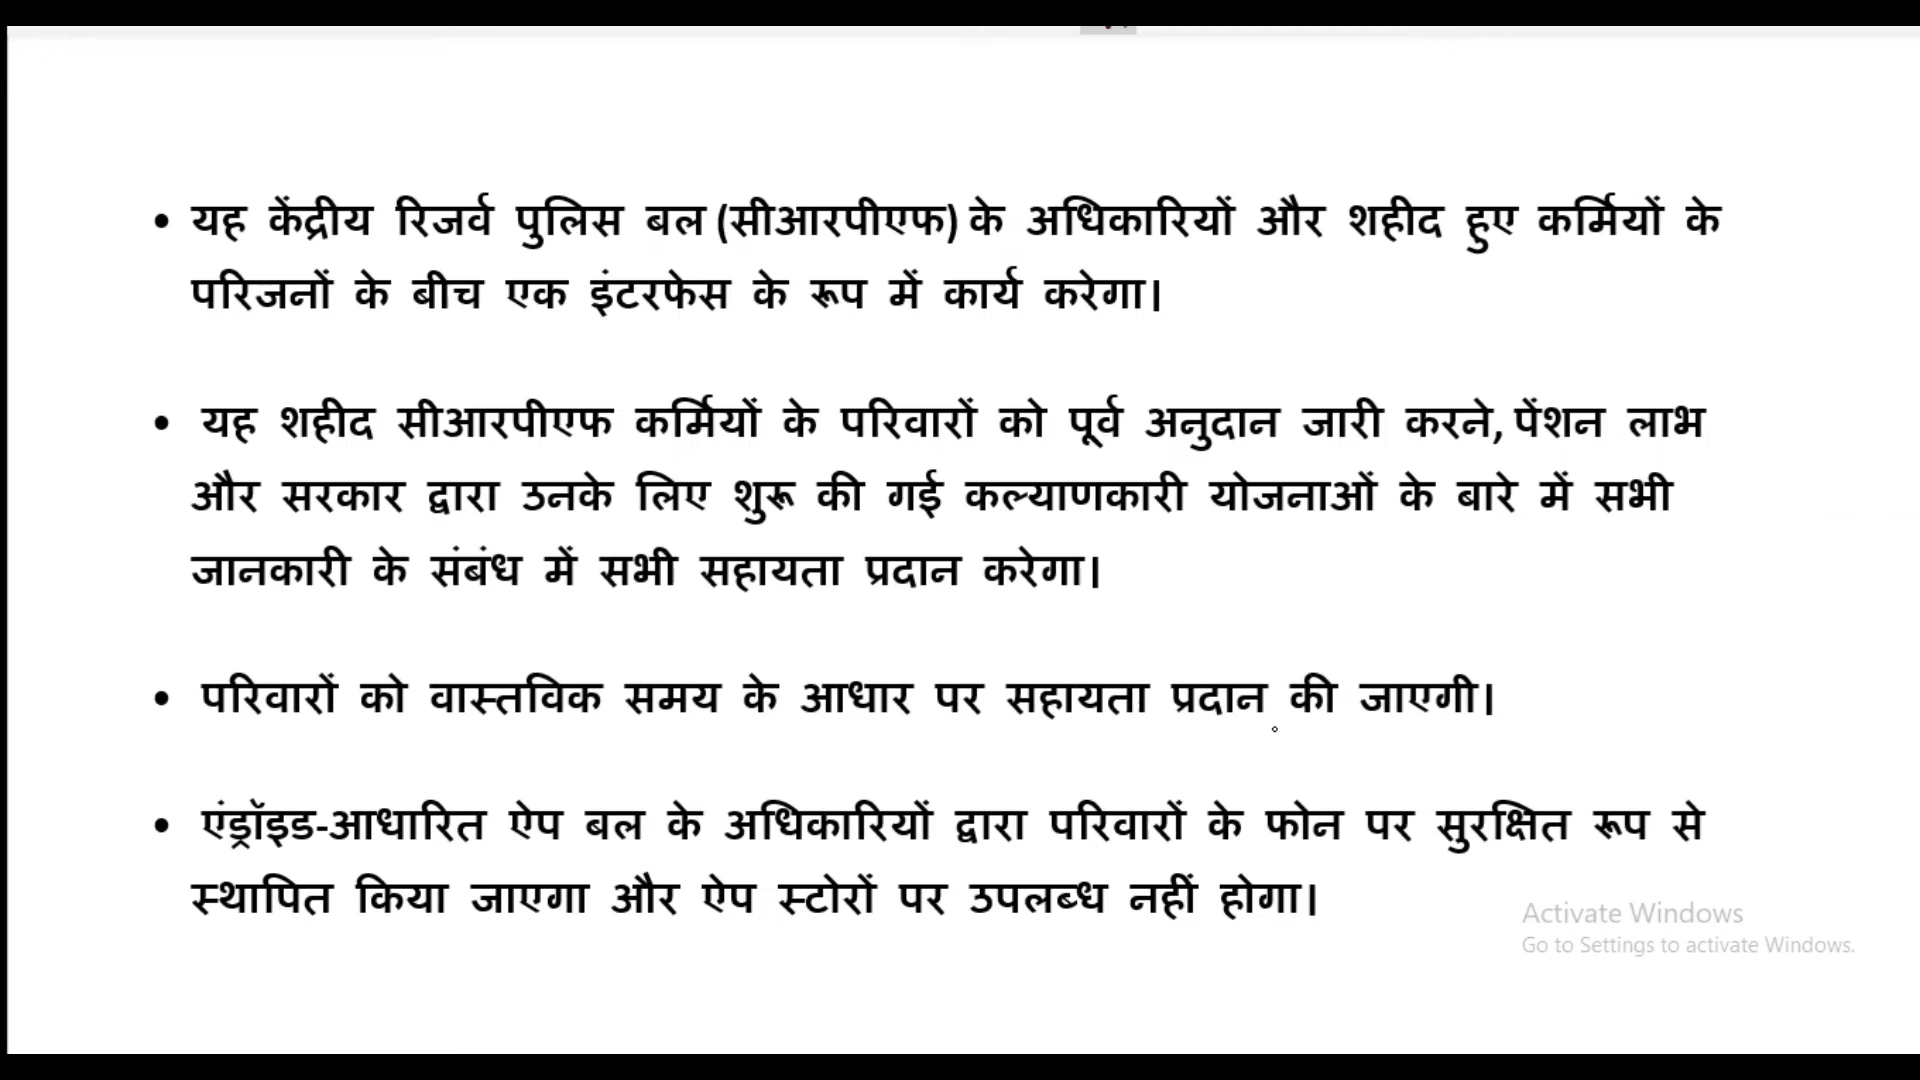 • यह केंद्रीय रिजर्व पुलिस बल (सीआरपीएफ) के अधिकारियों और शहीद हुए कर्मियों के
परिजनों के बीच एक इंटरफेस के रूप में कार्य करेगा।
• यह शहीद सीआरपीएफ कर्मियों के परिवारों को पूर्व अनुदान जारी करने, पेंशन लाभ
और सरकार द्वारा उनके लिए शुरू की गई कल्याणकारी योजनाओं के बारे में सभी
जानकारी के संबंध में सभी सहायता प्रदान करेगा।
• परिवारों को वास्तविक समय के आधार पर सहायता प्रदान की जाएगी।
• एंड्रॉइड-आधारित ऐप बल के अधिकारियों द्वारा परिवारों के फोन पर सुरक्षित रूप से
स्थापित किया जाएगा और ऐप स्टोरों पर उपलब्ध नहीं होगा।
Activate Windows
Go to Settings to activate Windows.